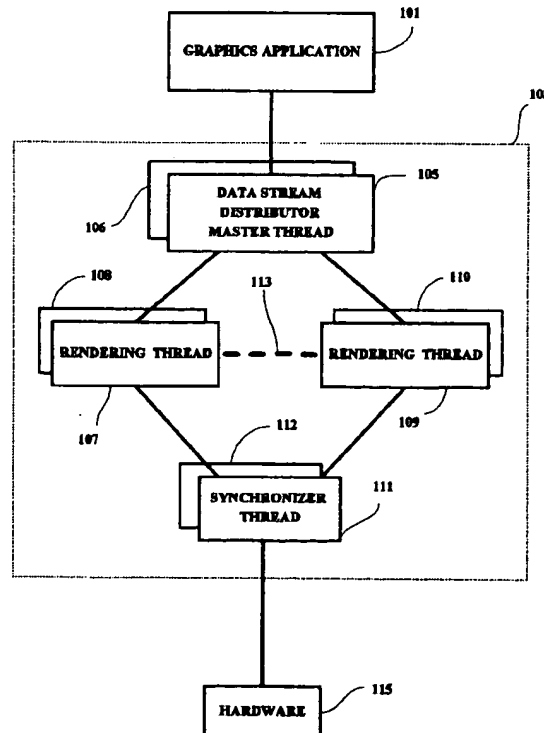 101
GRAPHICS APPLICATION
10
105
DATA STREAM
DISTRIBUTOR
MASTER THREAD
106
108
113
110
RENDERING THREAD
RENDERING THREAD
107
109
112
SYNCHRONIZER
THREAD
111
115
HARDWARE